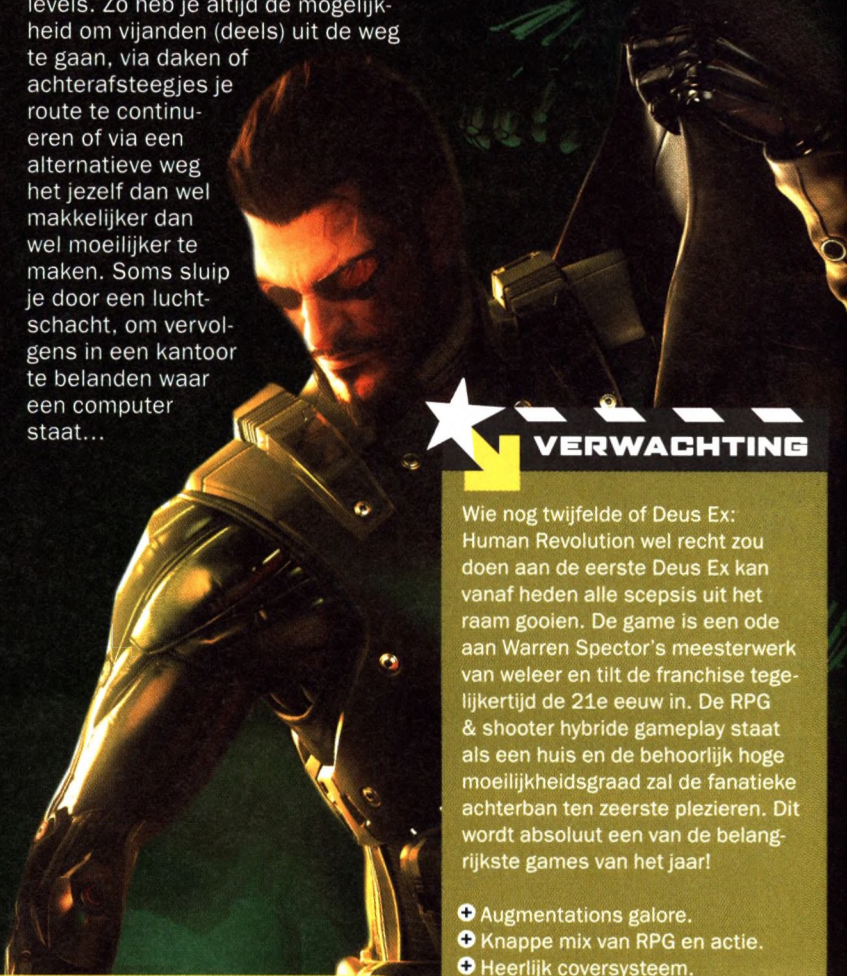 levels. Zo heb je altijd de mogelijk-
heid om vijanden (deels) uit de weg
te gaan, via daken of
achterafsteegjes je
route te continu-
eren of via een
alternatieve weg
het jezelf dan wel
makkelijker dan
wel moeilijker te
maken. Soms sluip
je door een lucht-
schacht, om vervol-
gens in een kantoor
te belanden waar
een computer
staat...
VERWACHTING
Wie nog twijfelde of Deus Ex:
Human Revolution wel recht zou
doen aan de eerste Deus Ex kan
vanaf heden alle scepsis uit het
raam gooien. De game is een ode
aan Warren Spector's meesterwerk
van weleer en tilt de franchise tege-
lijkertijd de 21e eeuw in. De RPG
& shooter hybride gameplay staat
als een huis en de behoorlijk hoge
moeilijkheidsgraad zal de fanatieke
achterban ten zeerste plezieren. Dit
wordt absoluut een van de belang-
rijkste games van het jaar!
+ Augmentations galore.
+ Knappe mix van RPG en actie.
+ Heerlijk coversysteem.